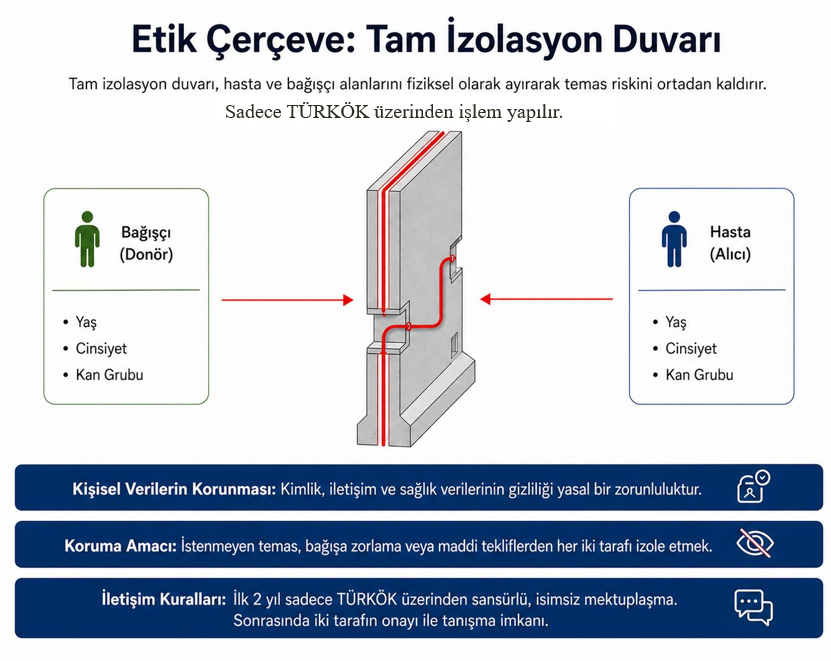 Etik Çerçeve: Tam İzolasyon Duvarı
Tam izolasyon duvarı, hasta ve bağışçı alanlarını fiziksel olarak ayırarak temas riskini ortadan kaldırır.
Sadece TÜRKÖK üzerinden işlem yapılır.
Bağışçı
(Donör)
• Yaş
• Cinsiyet
• Kan Grubu
Hasta
(Alıcı)
• Yaş
• Cinsiyet
• Kan Grubu
Kişisel Verilerin Korunması: Kimlik, iletişim ve sağlık verilerinin gizliliği yasal bir zorunluluktur.
Koruma Amacı: İstenmeyen temas, bağışa zorlama veya maddi tekliflerden her iki tarafı izole etmek.
İletişim Kuralları: İlk 2 yıl sadece TÜRKÖK üzerinden sansürlü, isimsiz mektuplaşma.
Sonrasında iki tarafın onayı ile tanışma imkanı.